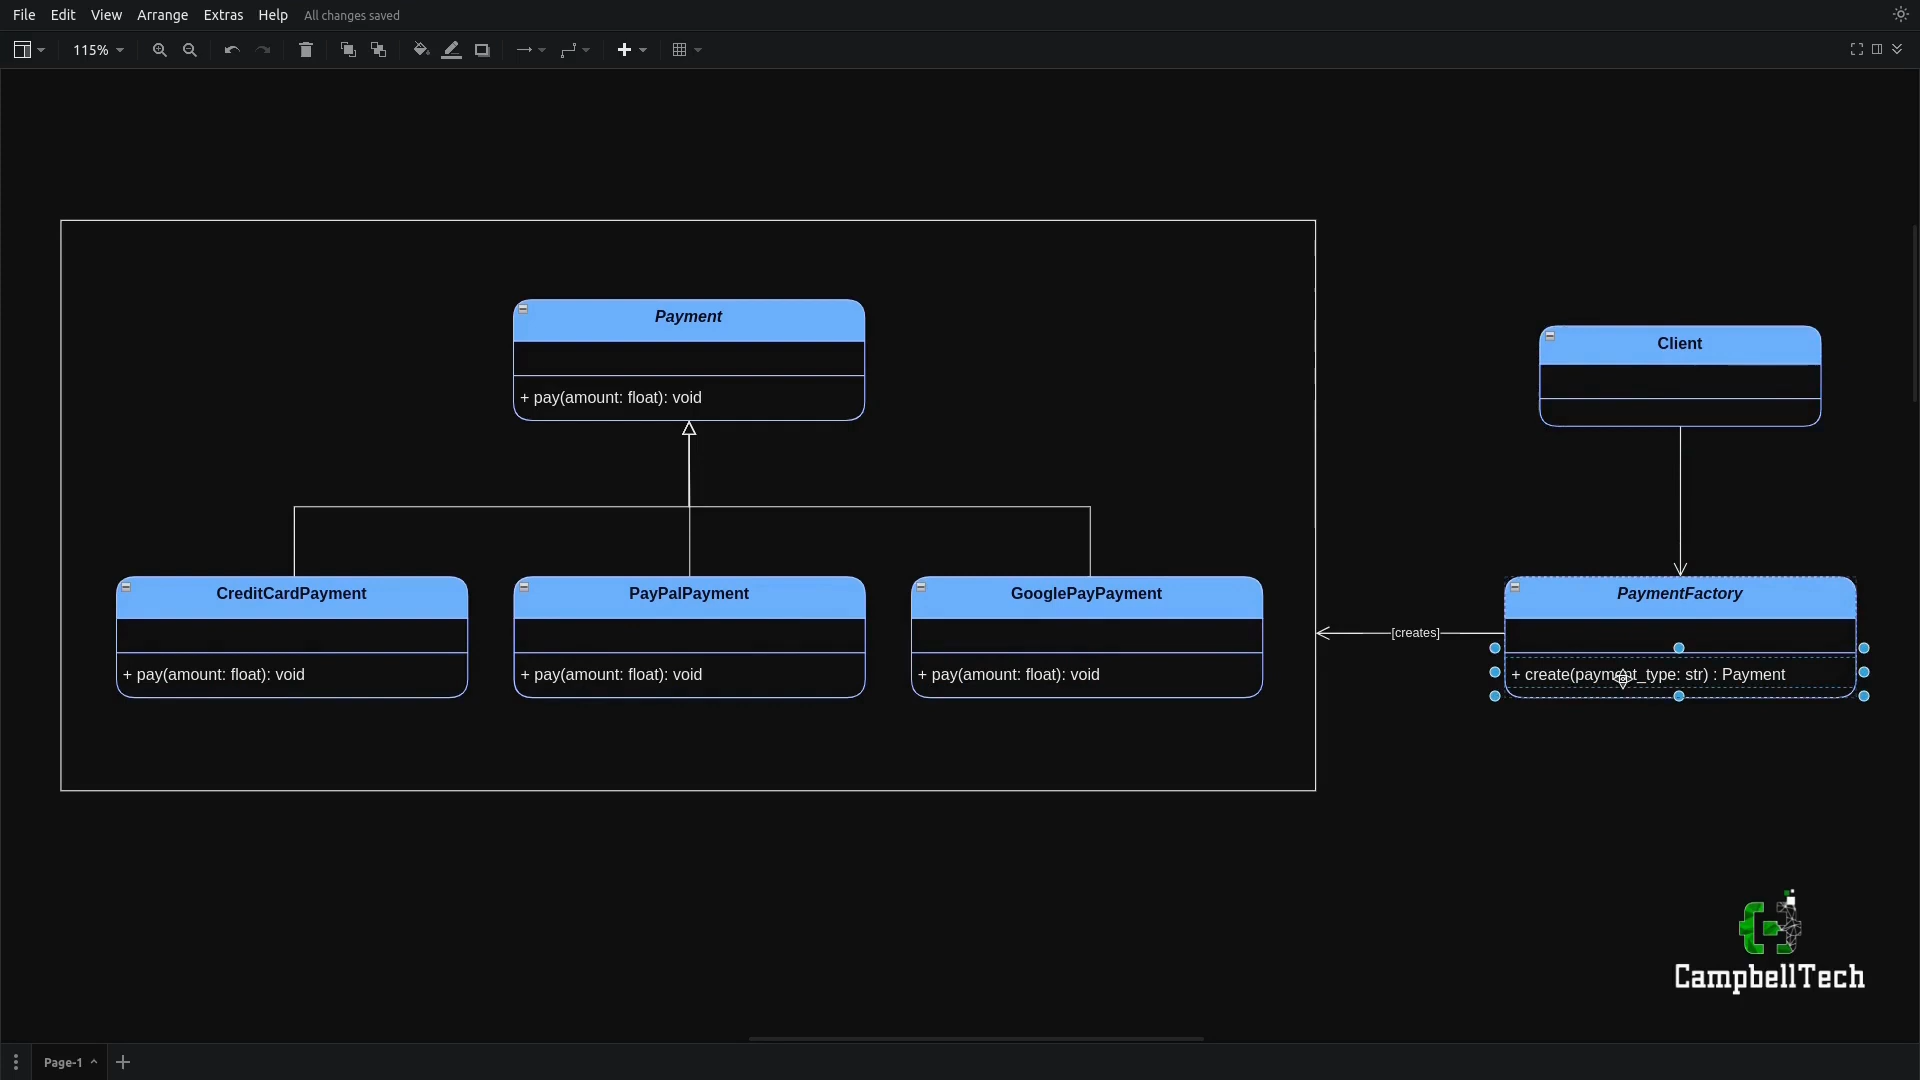 File Edit View Arrange Extras Help All changes saved
115%
Payment
+ pay(amount: float): void
Client
CreditCardPayment
+ pay(amount: float): void
PayPalPayment
+ pay(amount: float): void
GooglePayPayment
+ pay(amount: float): void
[creates]
PaymentFactory
+ create(payment_type: str) : Payment
CampbellTech
Page-1